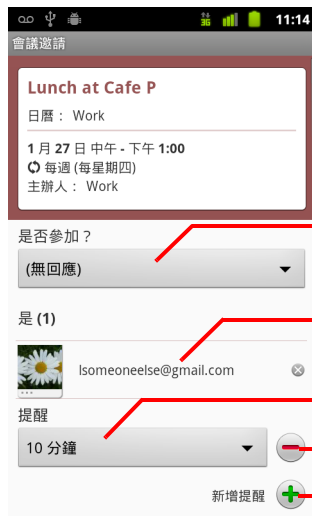 3G 11:14
會議邀請
Lunch at Cafe P
日曆： Work
1 月 27 日 中午 - 下午 1:00
每週 (每星期四)
主辦人： Work
是否參加？
(無回應)
是 (1)
lsomeoneelse@gmail.com
提醒
10 分鐘
新增提醒